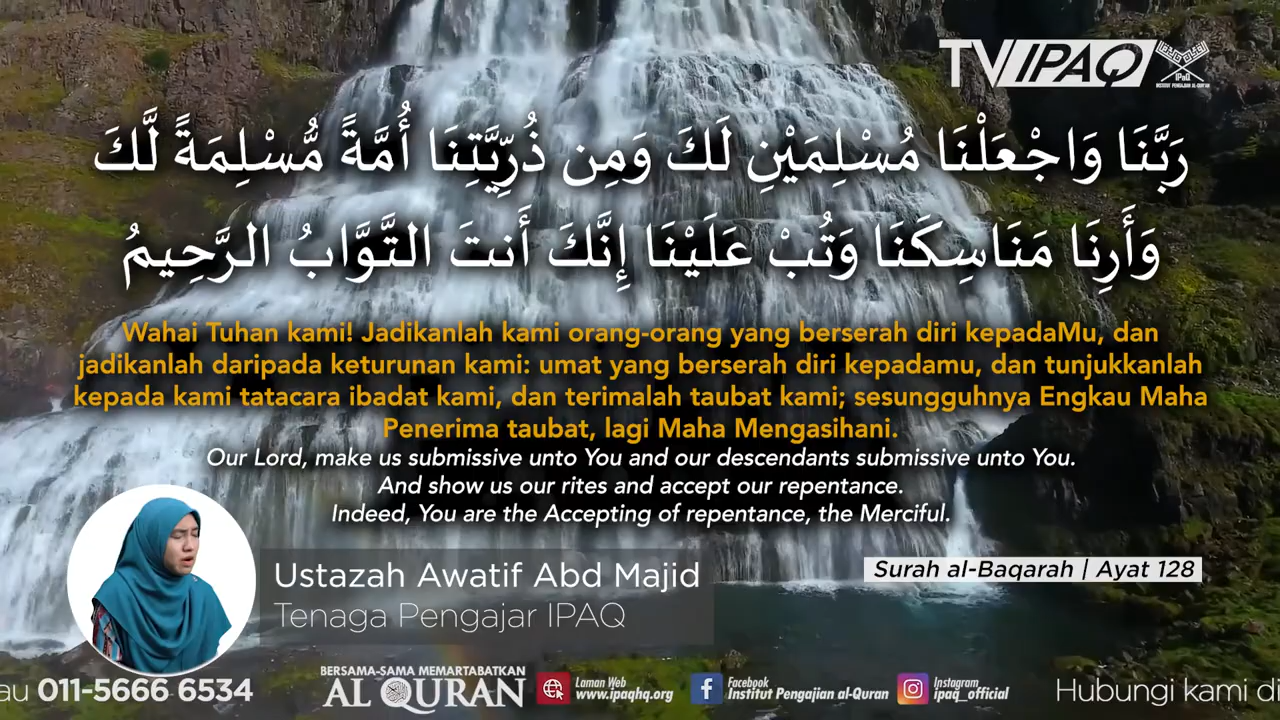 TV IPAQ
IPaQ
INSTITUT PENGAJIAN AL-QUR'AN
رَبَّنَا وَاجْعَلْنَا مُسْلِمَيْنِ لَكَ وَمِن ذُرِّيَّتِنَا أُمَّةً مُّسْلِمَةً لَّكَ
وَأَرِنَا مَنَاسِكَنَا وَتُبْ عَلَيْنَا إِنَّكَ أَنتَ التَّوَّابُ الرَّحِيمُ
Wahai Tuhan kami! Jadikanlah kami orang-orang yang berserah diri kepadaMu, dan
jadikanlah daripada keturunan kami: umat yang berserah diri kepadamu, dan tunjukkanlah
kepada kami tatacara ibadat kami, dan terimalah taubat kami; sesungguhnya Engkau Maha
Penerima taubat, lagi Maha Mengasihani.
Our Lord, make us submissive unto You and our descendants submissive unto You.
And show us our rites and accept our repentance.
Indeed, You are the Accepting of repentance, the Merciful.
Surah al-Baqarah | Ayat 128
Ustazah Awatif Abd Majid
Tenaga Pengajar IPAQ
au 011-5666 6534
BERSAMA-SAMA MEMARTABATKAN
AL QURAN
Laman Web
www.ipaqhq.org
Facebook
Institut Pengajian al-Quran
Instagram
ipaq_official
Hubungi kami di